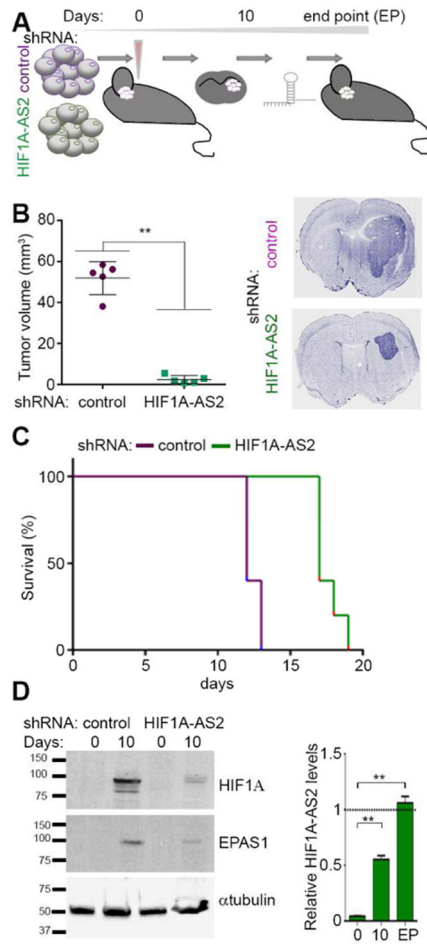 A
Days: 0 10 end point (EP)
shRNA:
control
HIF1A-AS2
B
Tumor volume (mm³)
80
60
40
20
0
**
shRNA: control HIF1A-AS2
shRNA:
control
HIF1A-AS2
C
shRNA: control HIF1A-AS2
Survival (%)
100
50
0
0 5 10 15 20
days
D
shRNA: control HIF1A-AS2
Days: 0 10 0 10
150
100
75
HIF1A
150
100
75
EPAS1
75
50
37
αtubulin
Relative HIF1A-AS2 levels
1.5
1
0.5
0
**
**
0 10 EP